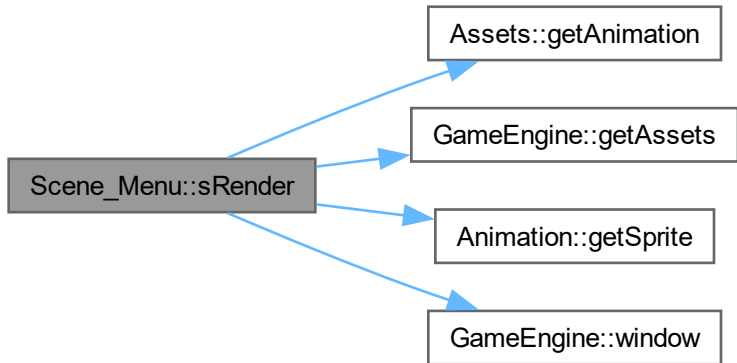 Assets::getAnimation
GameEngine::getAssets
Scene_Menu::sRender
Animation::getSprite
GameEngine::window